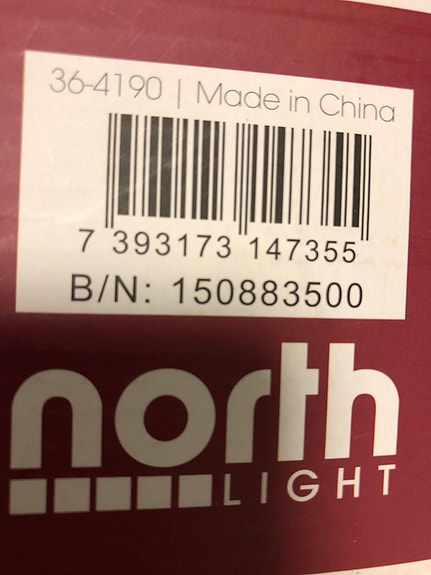 36-4190 | Made in China
7 393173 147355
B/N: 150883500
north
LIGHT